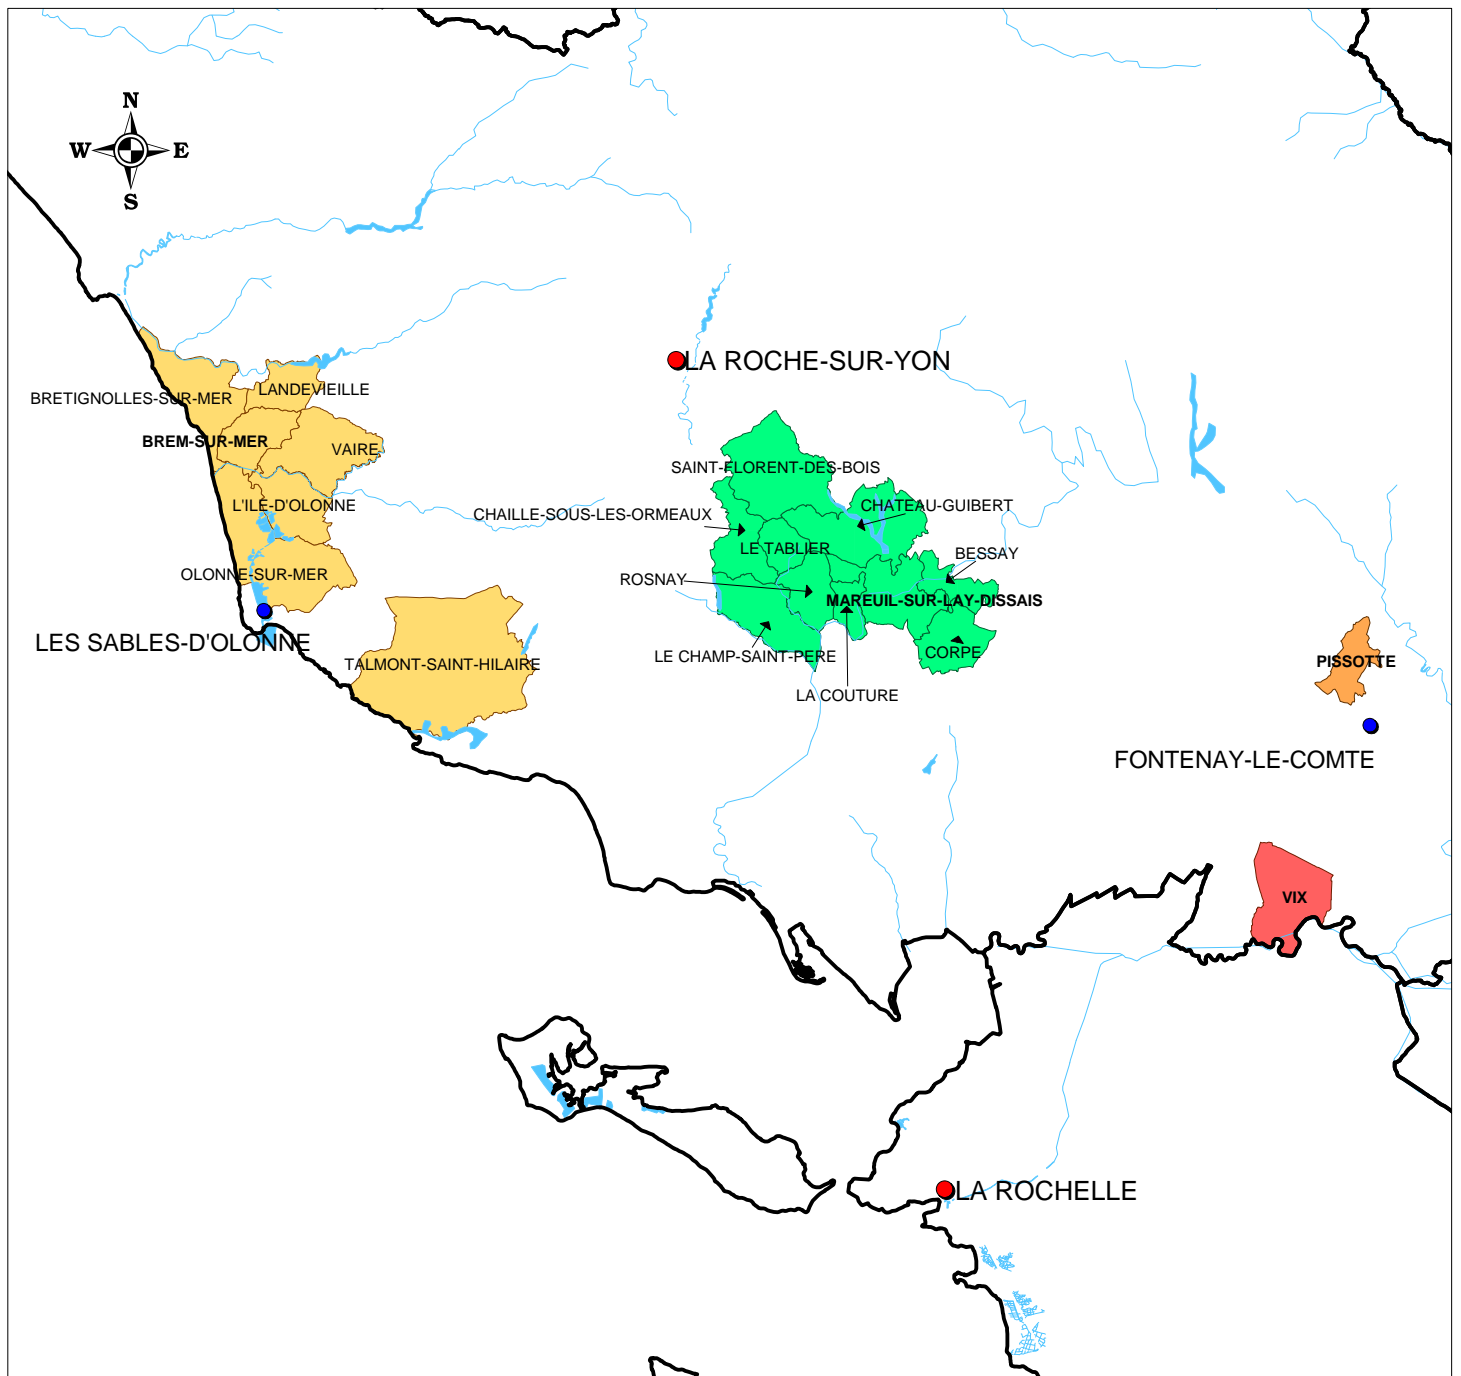 N
W E
S
LA ROCHE-SUR-YON
LANDEVIEILLE
BRETIGNOLLES-SUR-MER
BREM-SUR-MER
VAIRE
SAINT-FLORENT-DES-BOIS
L'ILE-D'OLONNE
CHATEAU-GUIBERT
CHAILLE-SOUS-LES-ORMEAUX
LE TABLIER
BESSAY
OLONNE-SUR-MER
ROSNAY
MAREUIL-SUR-LAY-DISSAIS
LES SABLES-D'OLONNE
CORPE
LE CHAMP-SAINT-PERE
TALMONT-SAINT-HILAIRE
PISSOTTE
LA COUTURE
FONTENAY-LE-COMTE
VIX
LA ROCHELLE